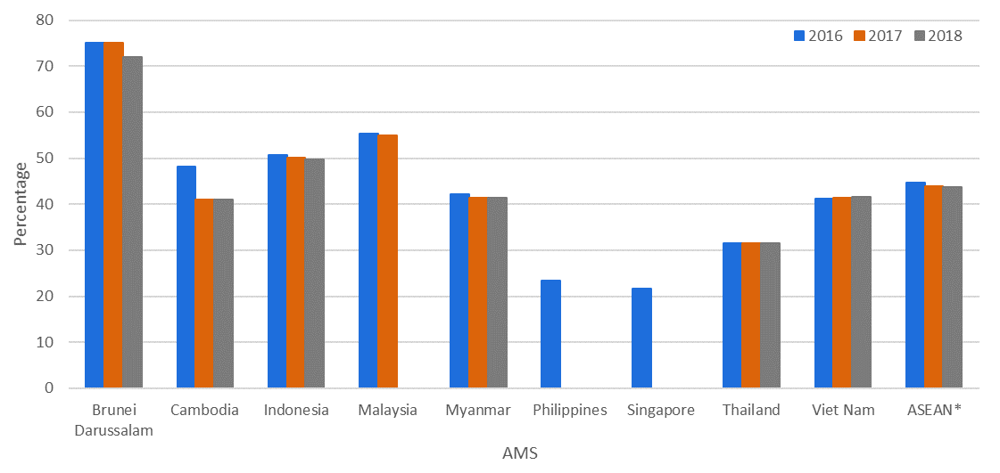 80
70
60
50
40
30
20
10
0
Percentage
2016 2017 2018
Brunei Darussalam
Cambodia
Indonesia
Malaysia
Myanmar
Philippines
Singapore
Thailand
Viet Nam
ASEAN*
AMS